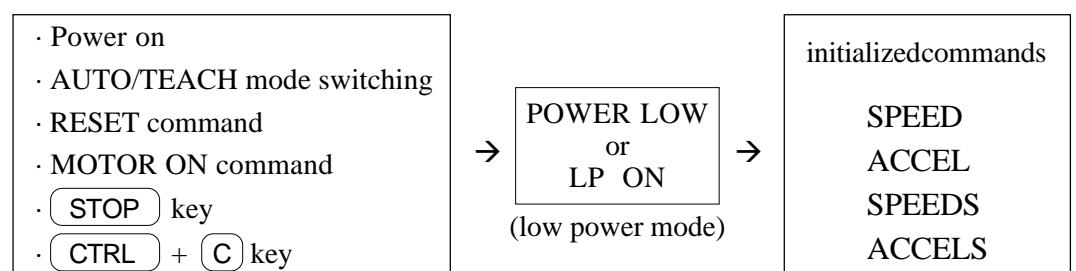 · Power on
· AUTO/TEACH mode switching
· RESET command
· MOTOR ON command
· STOP key
· CTRL + C key
→
POWER LOW
or
LP ON
(low power mode)
→
initializedcommands
SPEED
ACCEL
SPEEDS
ACCELS